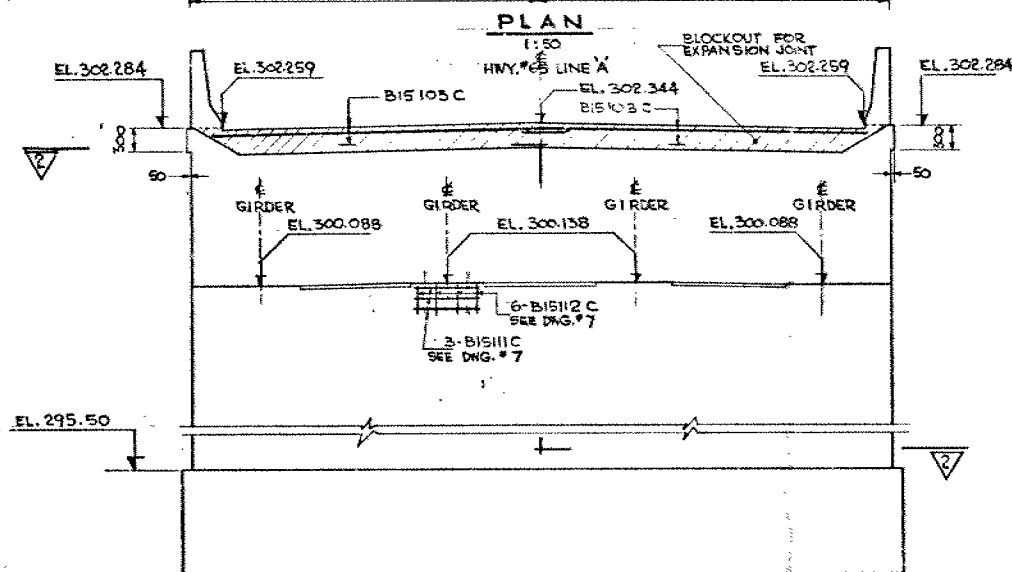 PLAN
1:50
HWY.#65 LINE 'A'
BLOCKOUT FOR
EXPANSION JOINT
EL.302.284
EL.302.259
B15103C
EL.302.344
B15103C
EL.302.259
EL.302.284
300
300
2
50
50
℄
GIRDER
℄
GIRDER
℄
GIRDER
℄
GIRDER
EL.300.088
EL.300.138
EL.300.088
6-B15112C
SEE DWG.#7
3-B15111C
SEE DWG.#7
EL.295.50
2